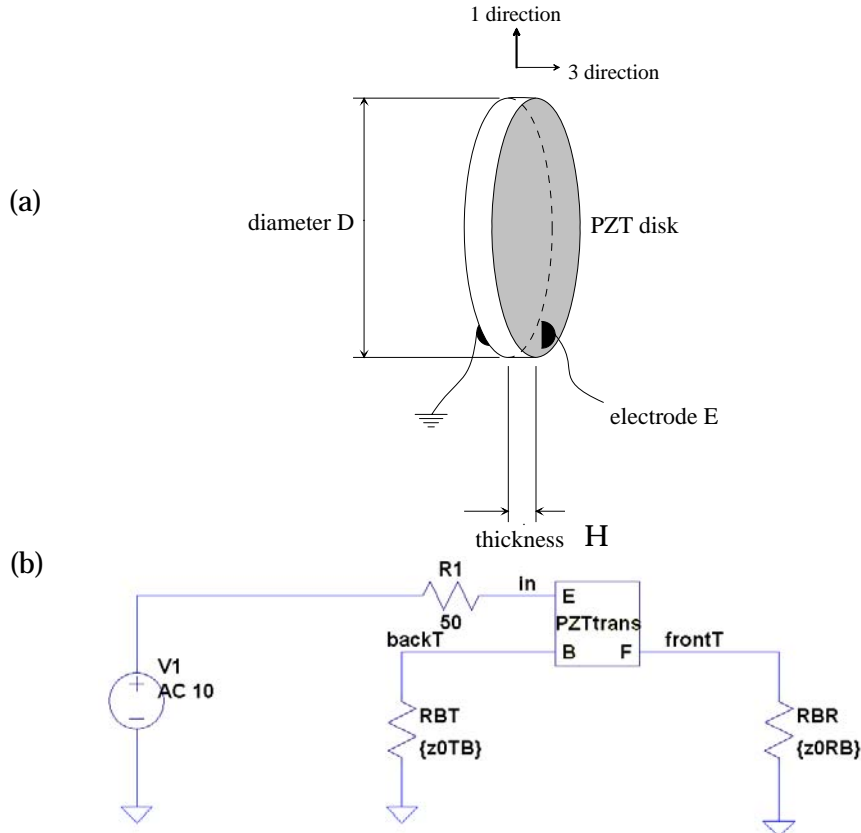 1 direction
3 direction
(a)
diameter D
PZT disk
electrode E
thickness H
(b)
R1
in
E
50
PZTtrans
backT
frontT
B F
V1
AC 10
RBT
{z0TB}
RBR
{z0RB}